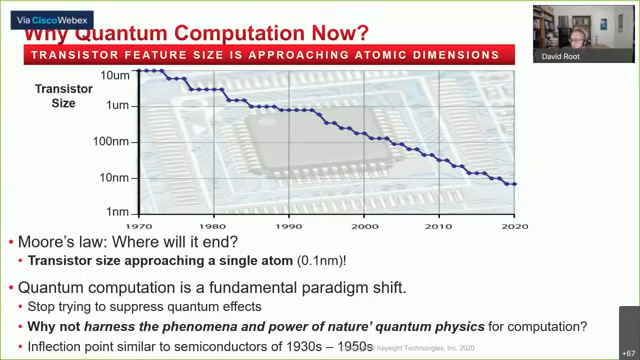 Via CiscoWebex
Why Quantum Computation Now?
TRANSISTOR FEATURE SIZE IS APPROACHING ATOMIC DIMENSIONS
David Root
Transistor
Size
10um
1um
100nm
10nm
1nm
1970 1980 1990 2000 2010 2020
• Moore's law: Where will it end?
• Transistor size approaching a single atom (0.1nm)!
• Quantum computation is a fundamental paradigm shift.
• Stop trying to suppress quantum effects
• Why not harness the phenomena and power of nature' quantum physics for computation?
• Inflection point similar to semiconductors of 1930s – 1950s
Keysight Technologies, Inc. 2020
+67